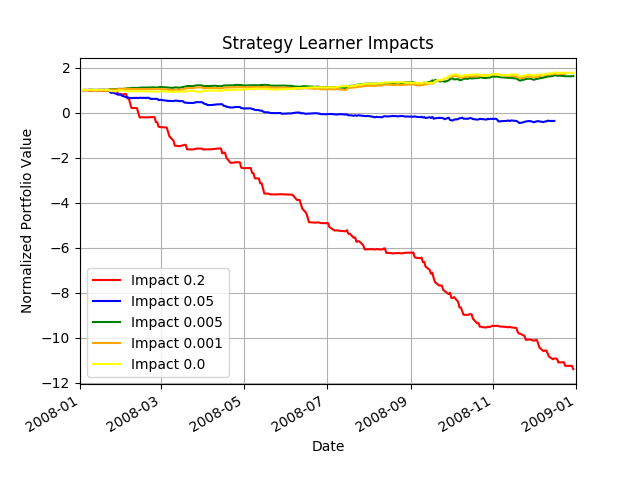 Strategy Learner Impacts
Normalized Portfolio Value
2
0
−2
−4
−6
−8
−10
−12
Impact 0.2
Impact 0.05
Impact 0.005
Impact 0.001
Impact 0.0
2008-01
2008-03
2008-05
2008-07
2008-09
2008-11
2009-01
Date